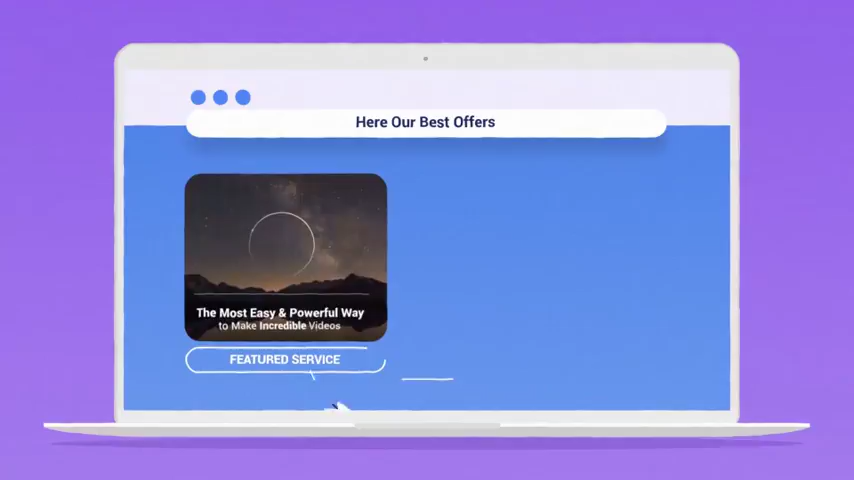 Here Our Best Offers
The Most Easy & Powerful Way
to Make Incredible Videos
FEATURED SERVICE